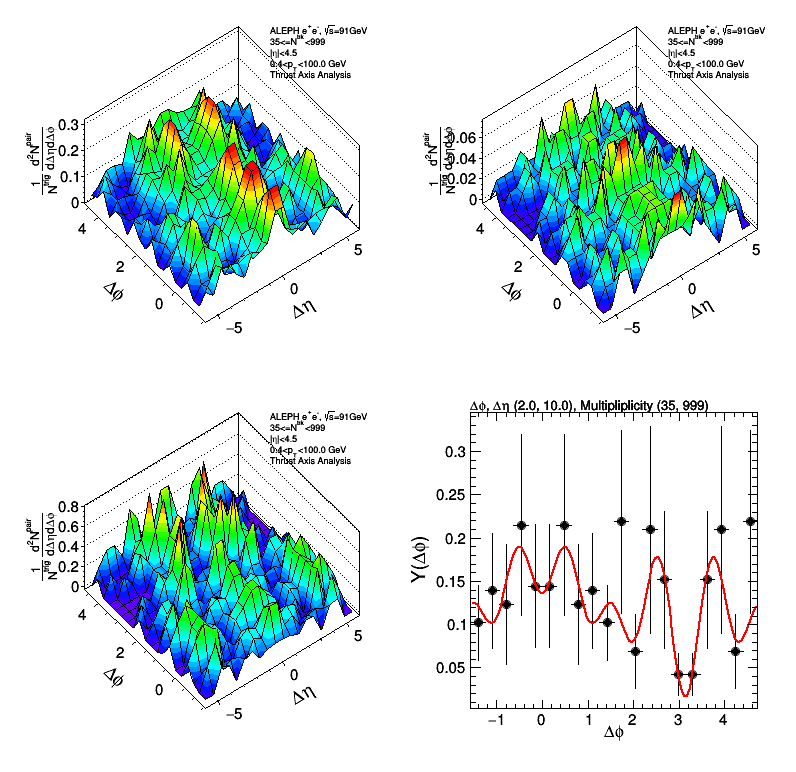 ALEPH e⁺e⁻, √s=91GeV
35<=N^trk<999
|η|<4.5
0.4<p_T<100.0 GeV
Thrust Axis Analysis
1/N^trig d²N^pair/dΔηdΔφ
0.3
0.2
0.1
0
4
2
0
Δφ
−5
0
5
Δη
ALEPH e⁺e⁻, √s=91GeV
35<=N^trk<999
|η|<4.5
0.4<p_T<100.0 GeV
Thrust Axis Analysis
1/N^trig d²N^pair/dΔηdΔφ
0.06
0.04
0.02
0
4
2
0
Δφ
−5
0
5
Δη
ALEPH e⁺e⁻, √s=91GeV
35<=N^trk<999
|η|<4.5
0.4<p_T<100.0 GeV
Thrust Axis Analysis
1/N^trig d²N^pair/dΔηdΔφ
0.8
0.6
0.4
0.2
0
4
2
0
Δφ
−5
0
5
Δη
Δφ, Δη (2.0, 10.0), Multipliplicity (35, 999)
Y(Δφ)
0.3
0.25
0.2
0.15
0.1
0.05
−1 0 1 2 3 4
Δφ